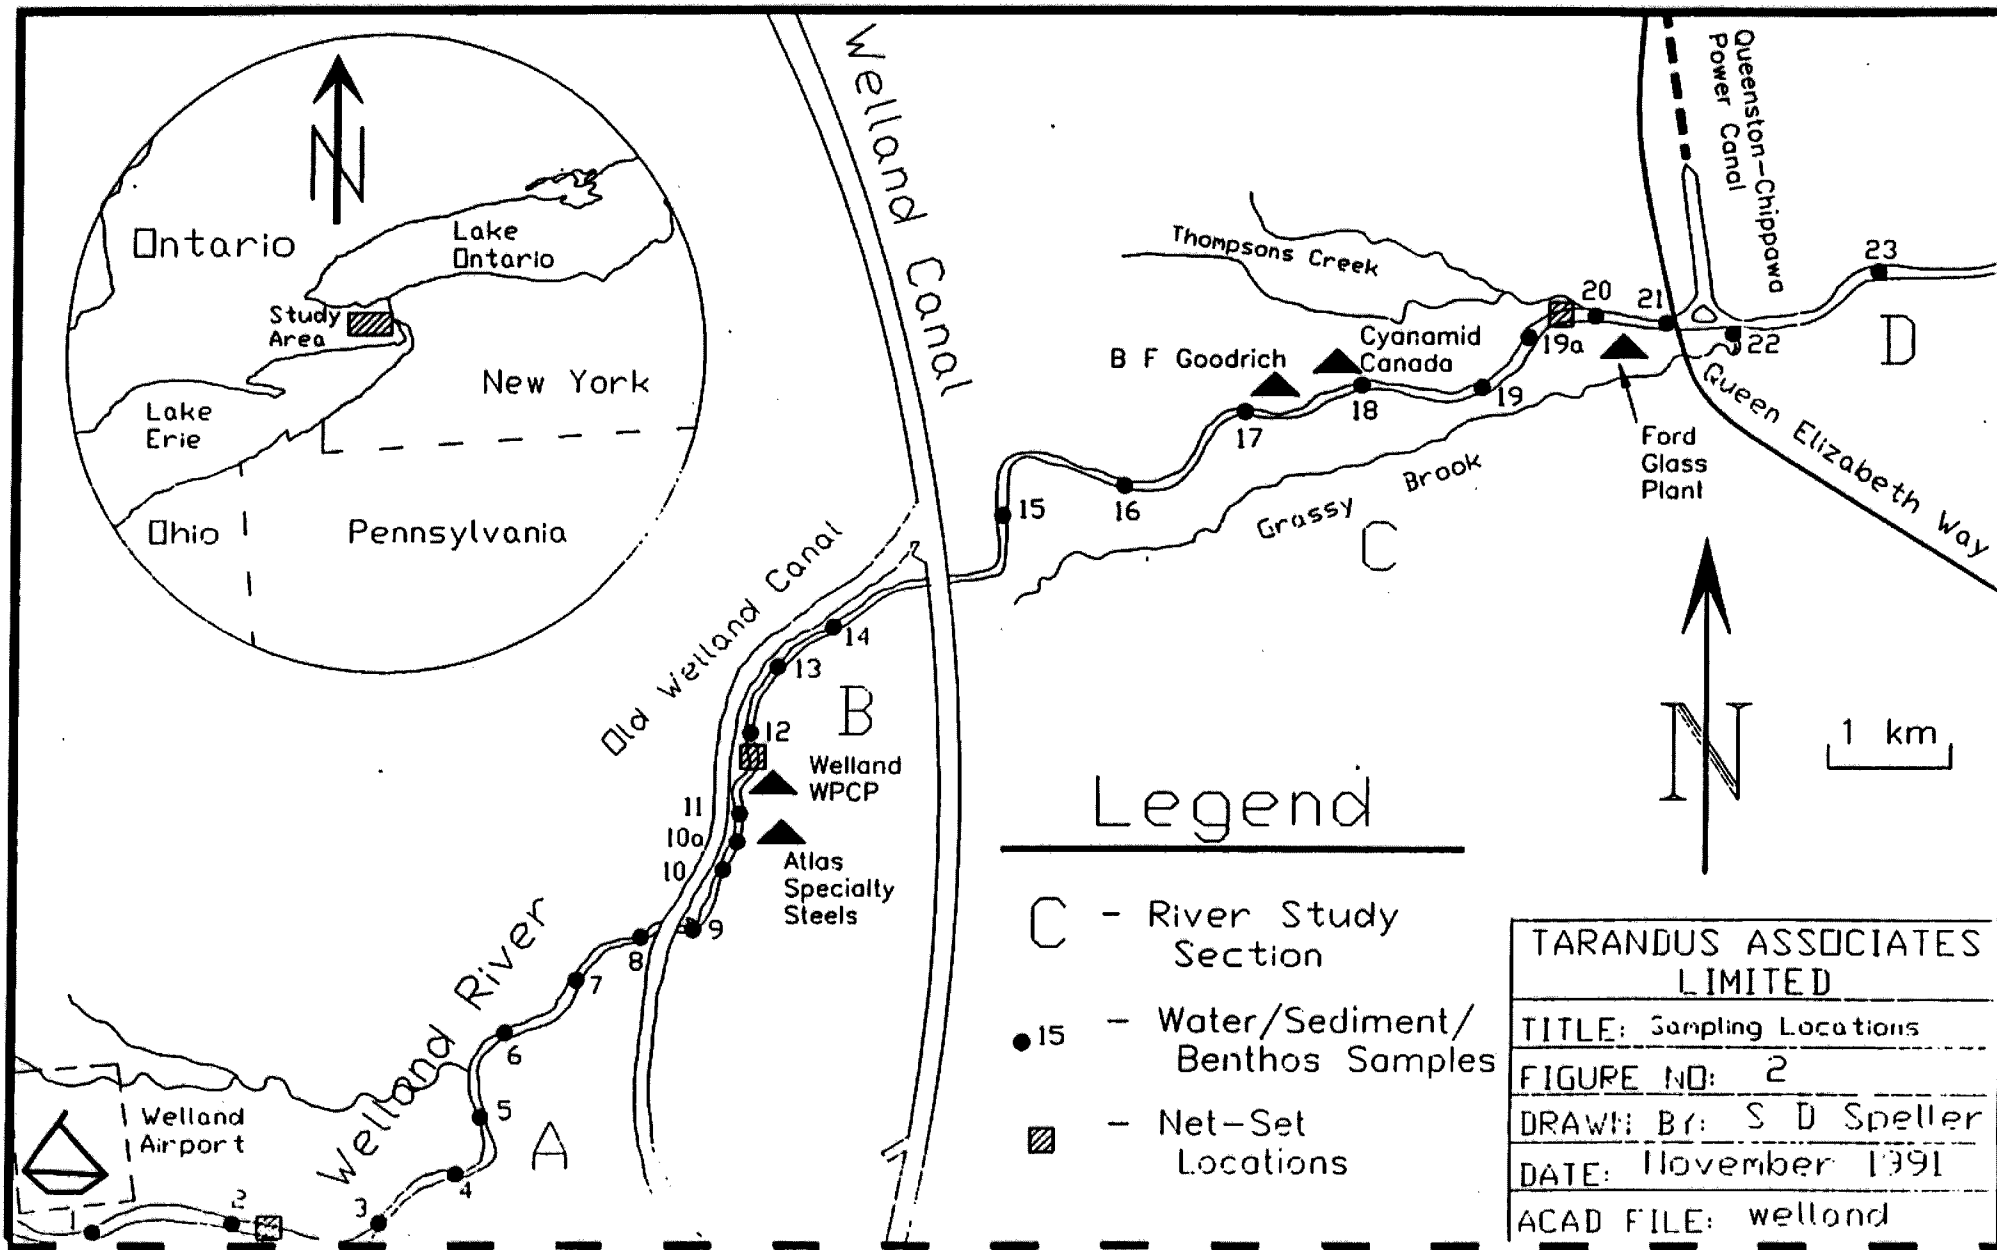 N
Ontario
Lake
Ontario
Study
Area
New York
Lake
Erie
Ohio
Pennsylvania
Welland Canal
Queenston-Chippawa
Power Canal
Thompsons Creek
20
21
23
19a
22
D
B F Goodrich
Cyanamid
Canada
17
18
19
Queen Elizabeth Way
Ford
Glass
Plant
15
16
Grassy Brook
C
Old Welland Canal
14
13
B
12
Welland
WPCP
11
10a
10
Atlas
Specialty
Steels
9
8
7
6
5
4
3
2
1
A
Welland River
Welland
Airport
N
1 km
Legend
C - River Study
Section
15 - Water/Sediment/
Benthos Samples
- Net-Set
Locations
TARANDUS ASSOCIATES
LIMITED
TITLE: Sampling Locations
FIGURE NO: 2
DRAWN BY: S D Speller
DATE: November 1991
ACAD FILE: welland